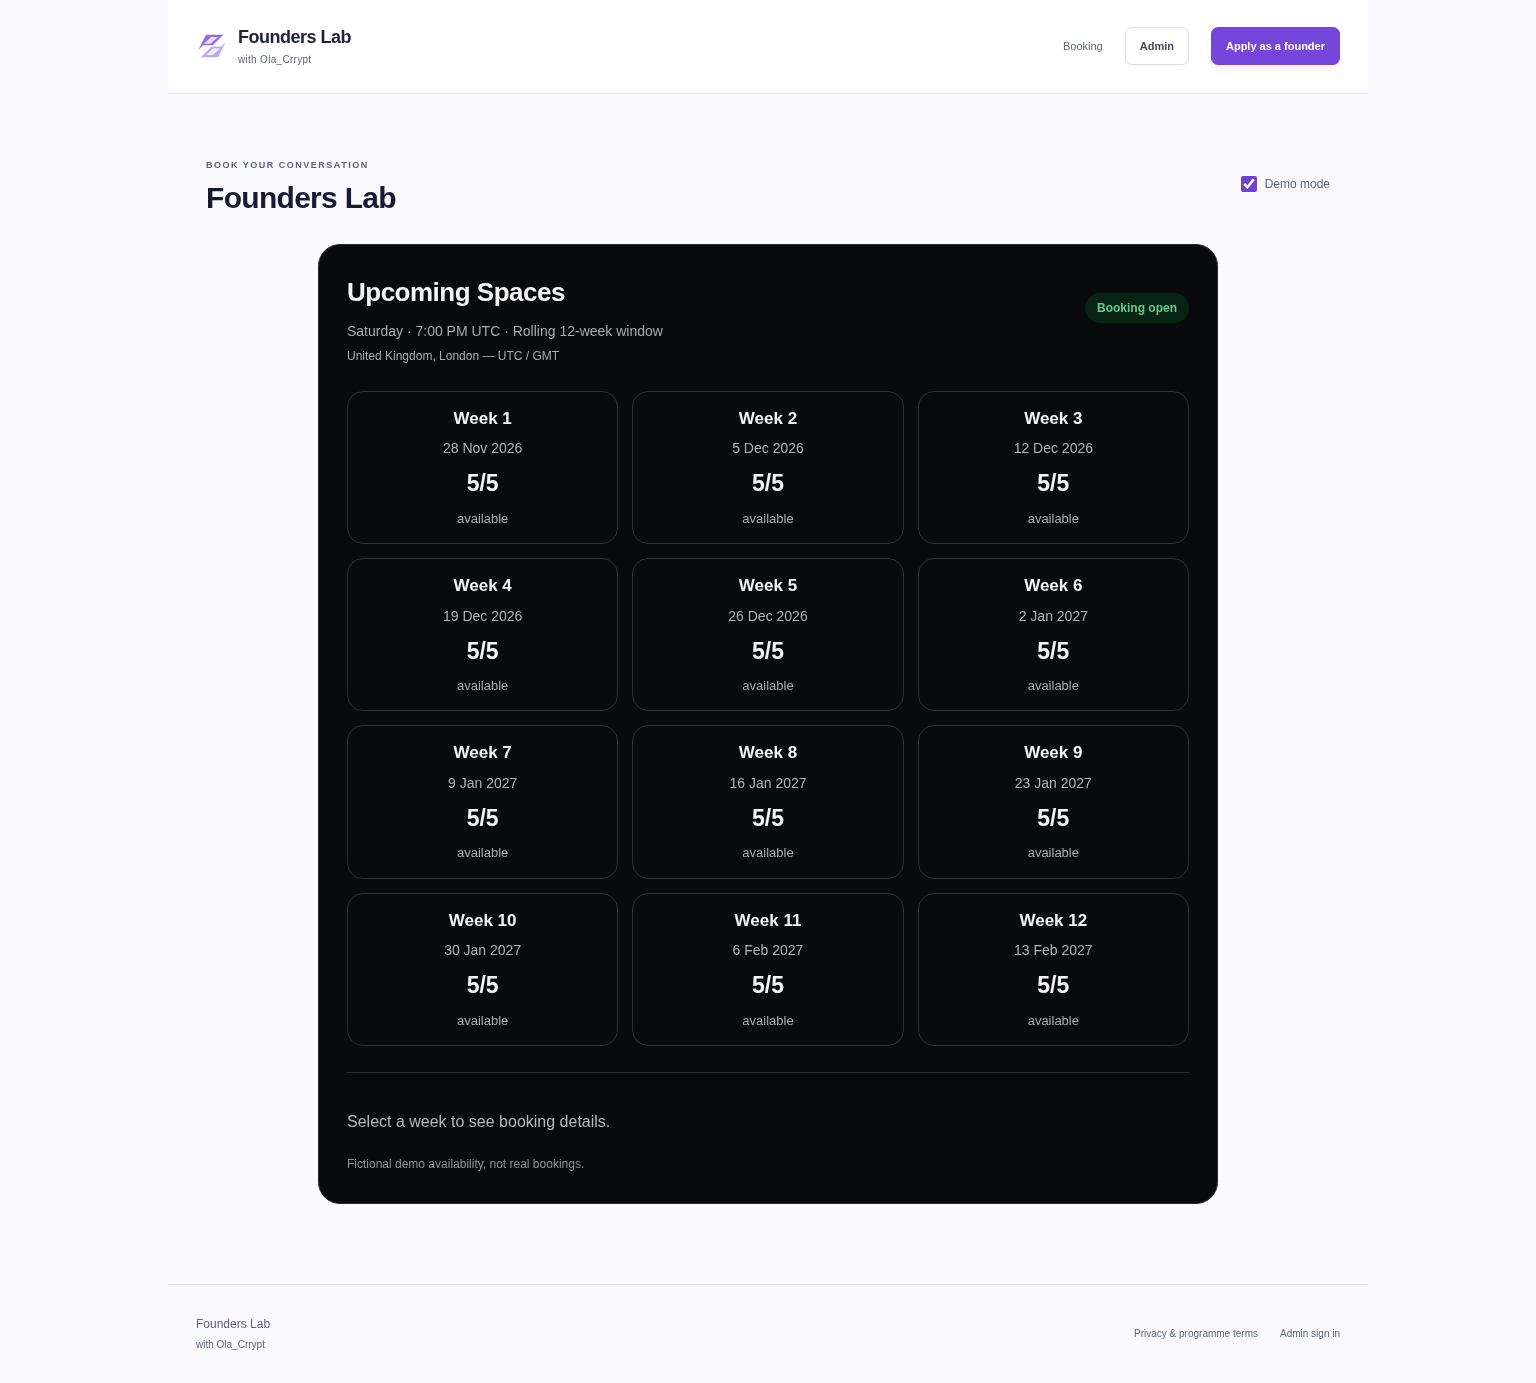 Founders Lab
with Ola_Crrypt
Booking
Admin
Apply as a founder
BOOK YOUR CONVERSATION
Founders Lab
Demo mode
Upcoming Spaces
Saturday · 7:00 PM UTC · Rolling 12-week window
United Kingdom, London — UTC / GMT
Booking open
Week 1
28 Nov 2026
5/5
available
Week 2
5 Dec 2026
5/5
available
Week 3
12 Dec 2026
5/5
available
Week 4
19 Dec 2026
5/5
available
Week 5
26 Dec 2026
5/5
available
Week 6
2 Jan 2027
5/5
available
Week 7
9 Jan 2027
5/5
available
Week 8
16 Jan 2027
5/5
available
Week 9
23 Jan 2027
5/5
available
Week 10
30 Jan 2027
5/5
available
Week 11
6 Feb 2027
5/5
available
Week 12
13 Feb 2027
5/5
available
Select a week to see booking details.
Fictional demo availability, not real bookings.
Founders Lab
with Ola_Crrypt
Privacy & programme terms
Admin sign in